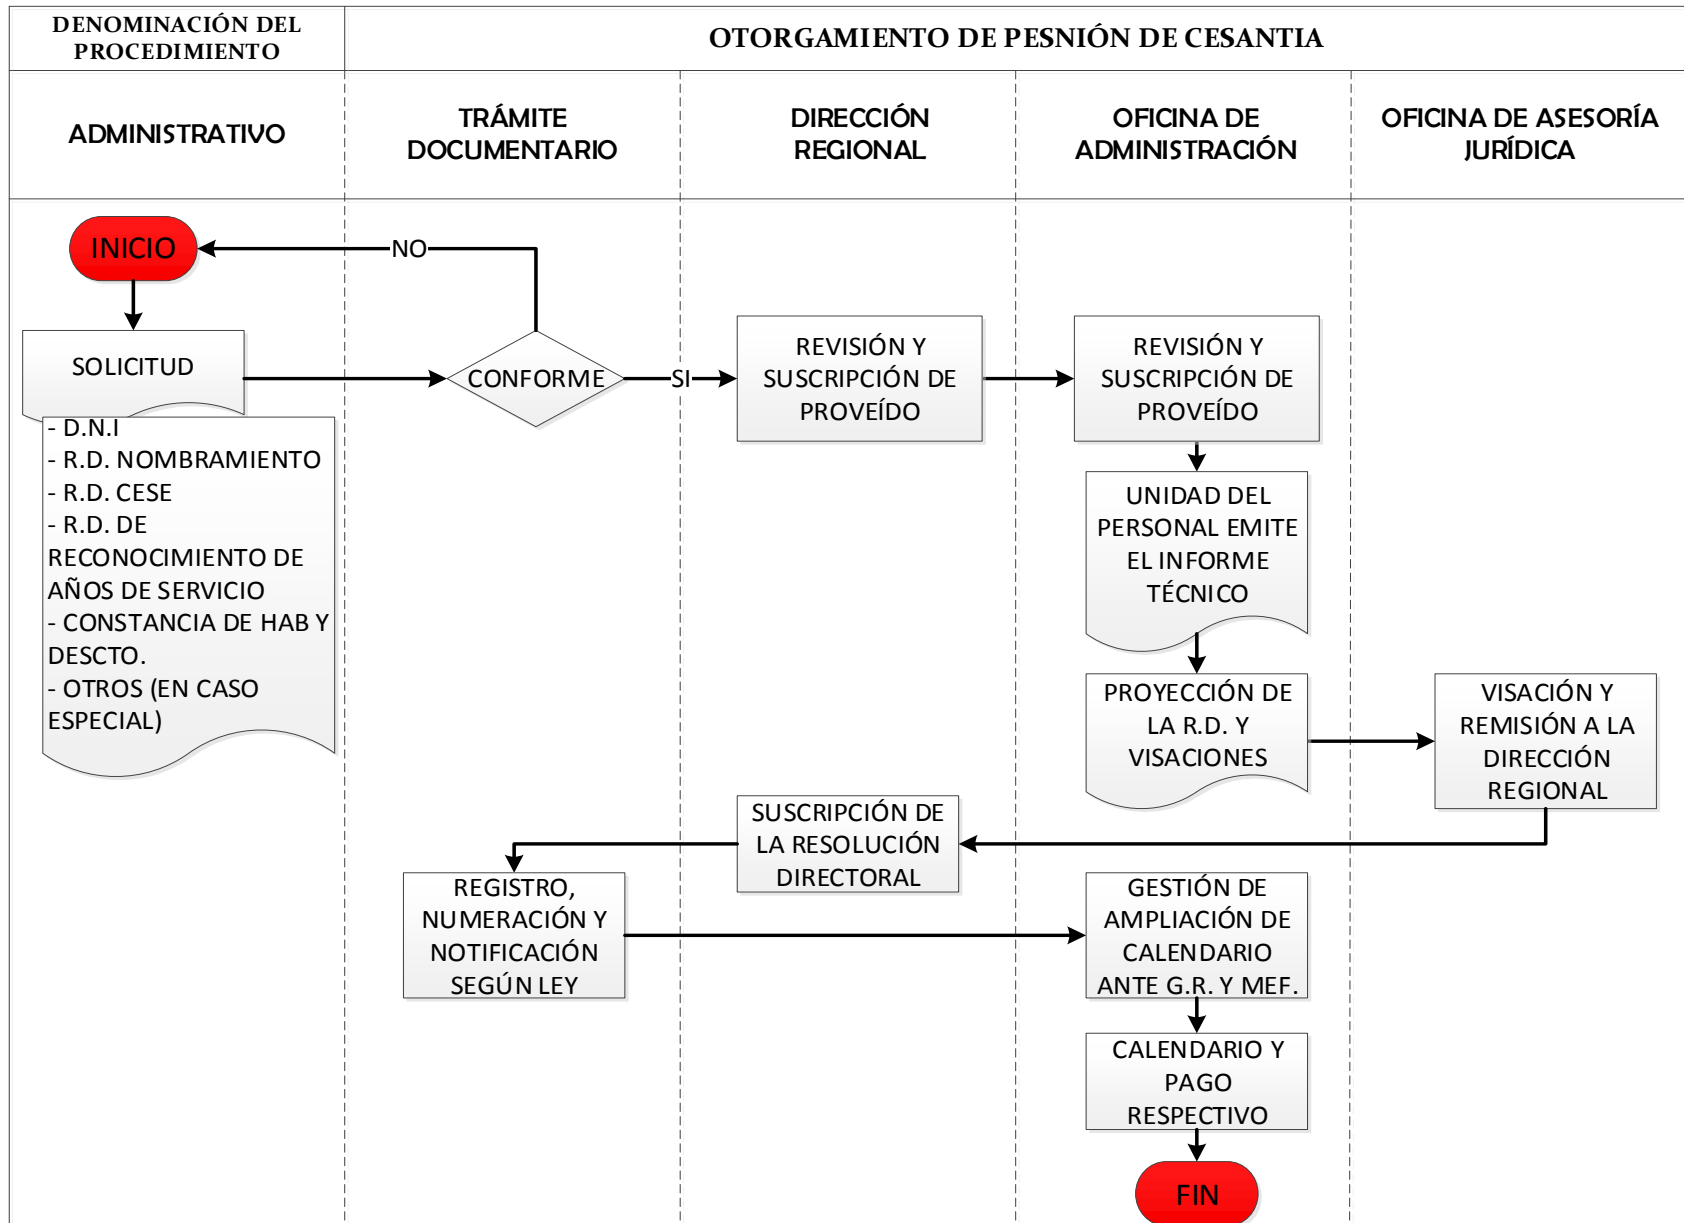 DENOMINACIÓN DEL
PROCEDIMIENTO
OTORGAMIENTO DE PESNIÓN DE CESANTIA
ADMINISTRATIVO
TRÁMITE
DOCUMENTARIO
DIRECCIÓN
REGIONAL
OFICINA DE
ADMINISTRACIÓN
OFICINA DE ASESORÍA
JURÍDICA
INICIO
NO
SOLICITUD
CONFORME
SI
REVISIÓN Y
SUSCRIPCIÓN DE
PROVEÍDO
REVISIÓN Y
SUSCRIPCIÓN DE
PROVEÍDO
- D.N.I
- R.D. NOMBRAMIENTO
- R.D. CESE
- R.D. DE
RECONOCIMIENTO DE
AÑOS DE SERVICIO
- CONSTANCIA DE HAB Y
DESCTO.
- OTROS (EN CASO
ESPECIAL)
UNIDAD DEL
PERSONAL EMITE
EL INFORME
TÉCNICO
PROYECCIÓN DE
LA R.D. Y
VISACIONES
VISACIÓN Y
REMISIÓN A LA
DIRECCIÓN
REGIONAL
SUSCRIPCIÓN DE
LA RESOLUCIÓN
DIRECTORAL
REGISTRO,
NUMERACIÓN Y
NOTIFICACIÓN
SEGÚN LEY
GESTIÓN DE
AMPLIACIÓN DE
CALENDARIO
ANTE G.R. Y MEF.
CALENDARIO Y
PAGO
RESPECTIVO
FIN